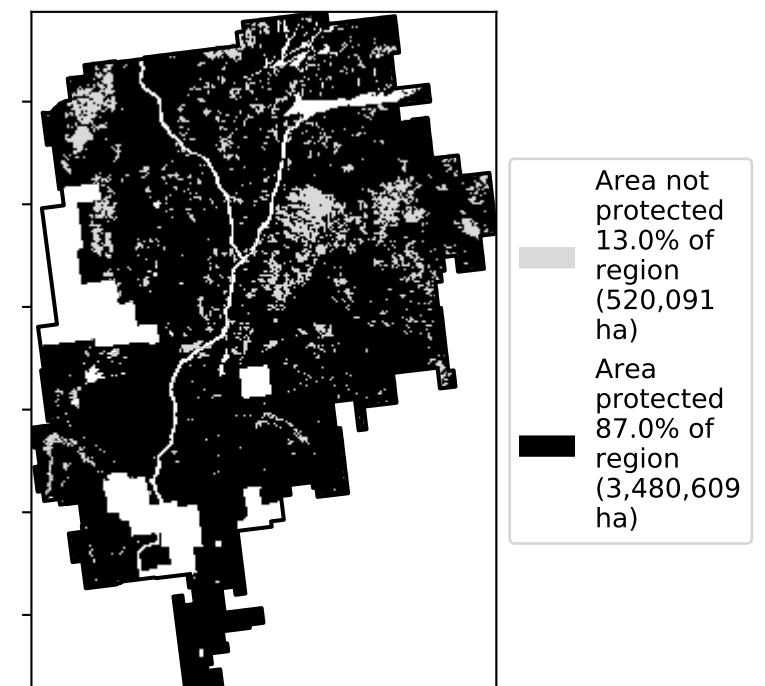 Area not
protected
13.0% of
region
(520,091
ha)
Area
protected
87.0% of
region
(3,480,609
ha)